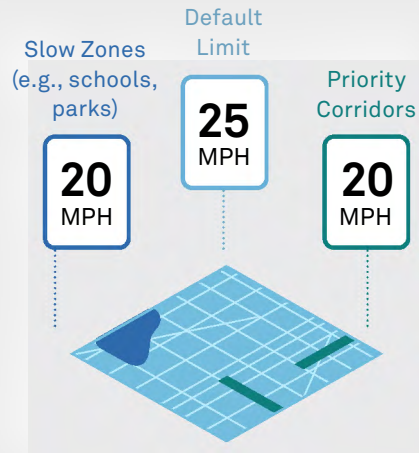 Slow Zones
(e.g., schools,
parks)
20
MPH
Default
Limit
25
MPH
Priority
Corridors
20
MPH